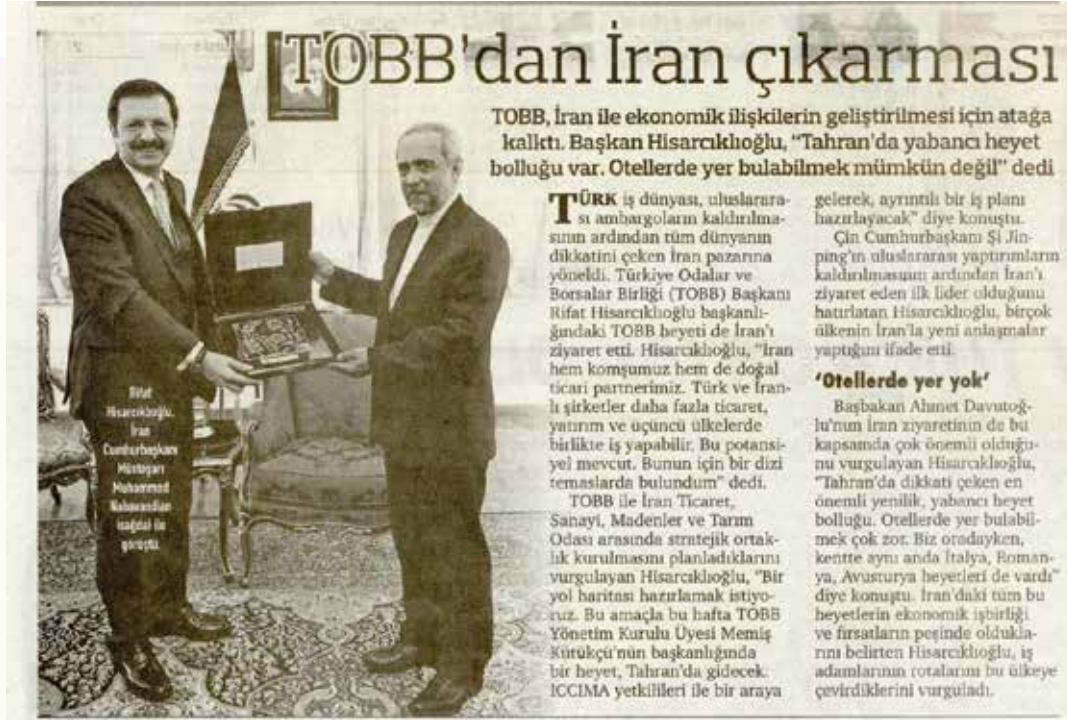 TOBB'dan İran çıkarması
TOBB, İran ile ekonomik ilişkilerin geliştirilmesi için atağa
kalktı. Başkan Hisarcıklıoğlu, "Tahran'da yabancı heyet
bolluğu var. Otellerde yer bulabilmek mümkün değil" dedi
Rifat
Hisarcıklıoğlu,
İran
Cumhurbaşkanı
Müsteşarı
Mohammed
Nahavandian
(sağda) ile
görüştü.
TÜRK iş dünyası, uluslarara-
sı ambargoların kaldırılma-
sının ardından tüm dünyanın
dikkatini çeken İran pazarına
yöneldi. Türkiye Odalar ve
Borsalar Birliği (TOBB) Başkanı
Rifat Hisarcıklıoğlu başkanlı-
ğındaki TOBB heyeti de İran'ı
ziyaret etti. Hisarcıklıoğlu, "İran
hem komşumuz hem de doğal
ticari partnerimiz. Türk ve İran-
lı şirketler daha fazla ticaret,
yatırım ve üçüncü ülkelerde
birlikte iş yapabilir. Bu potansi-
yel mevcut. Bunun için bir dizi
temaslarda bulundum" dedi.
TOBB ile İran Ticaret,
Sanayi, Madenler ve Tarım
Odası arasında stratejik ortak-
lık kurulmasını planladıklarını
vurgulayan Hisarcıklıoğlu, "Bir
yol haritası hazırlamak istiyo-
ruz. Bu amaçla bu hafta TOBB
Yönetim Kurulu Üyesi Memiş
Kütükçü'nün başkanlığında
bir heyet, Tahran'da gidecek.
ICCIMA yetkilileri ile bir araya
gelerek, ayrıntılı bir iş planı
hazırlayacak" diye konuştu.
Çin Cumhurbaşkanı Şi Jin-
ping'in uluslararası yaptırımların
kaldırılmasının ardından İran'ı
ziyaret eden ilk lider olduğunu
hatırlatan Hisarcıklıoğlu, birçok
ülkenin İran'la yeni anlaşmalar
yaptığını ifade etti.
'Otellerde yer yok'
Başbakan Ahmet Davutoğ-
lu'nun İran ziyaretinin de bu
kapsamda çok önemli olduğu-
nu vurgulayan Hisarcıklıoğlu,
"Tahran'da dikkati çeken en
önemli yenilik, yabancı heyet
bolluğu. Otellerde yer bulabil-
mek çok zor. Biz oradayken,
kentte aynı anda İtalya, Roman-
ya, Avusturya heyetleri de vardı"
diye konuştu. İran'daki tüm bu
heyetlerin ekonomik işbirliği
ve fırsatların peşinde oldukla-
rını belirten Hisarcıklıoğlu, iş
adamlarının rotalarını bu ülkeye
çevirdiklerini vurguladı.